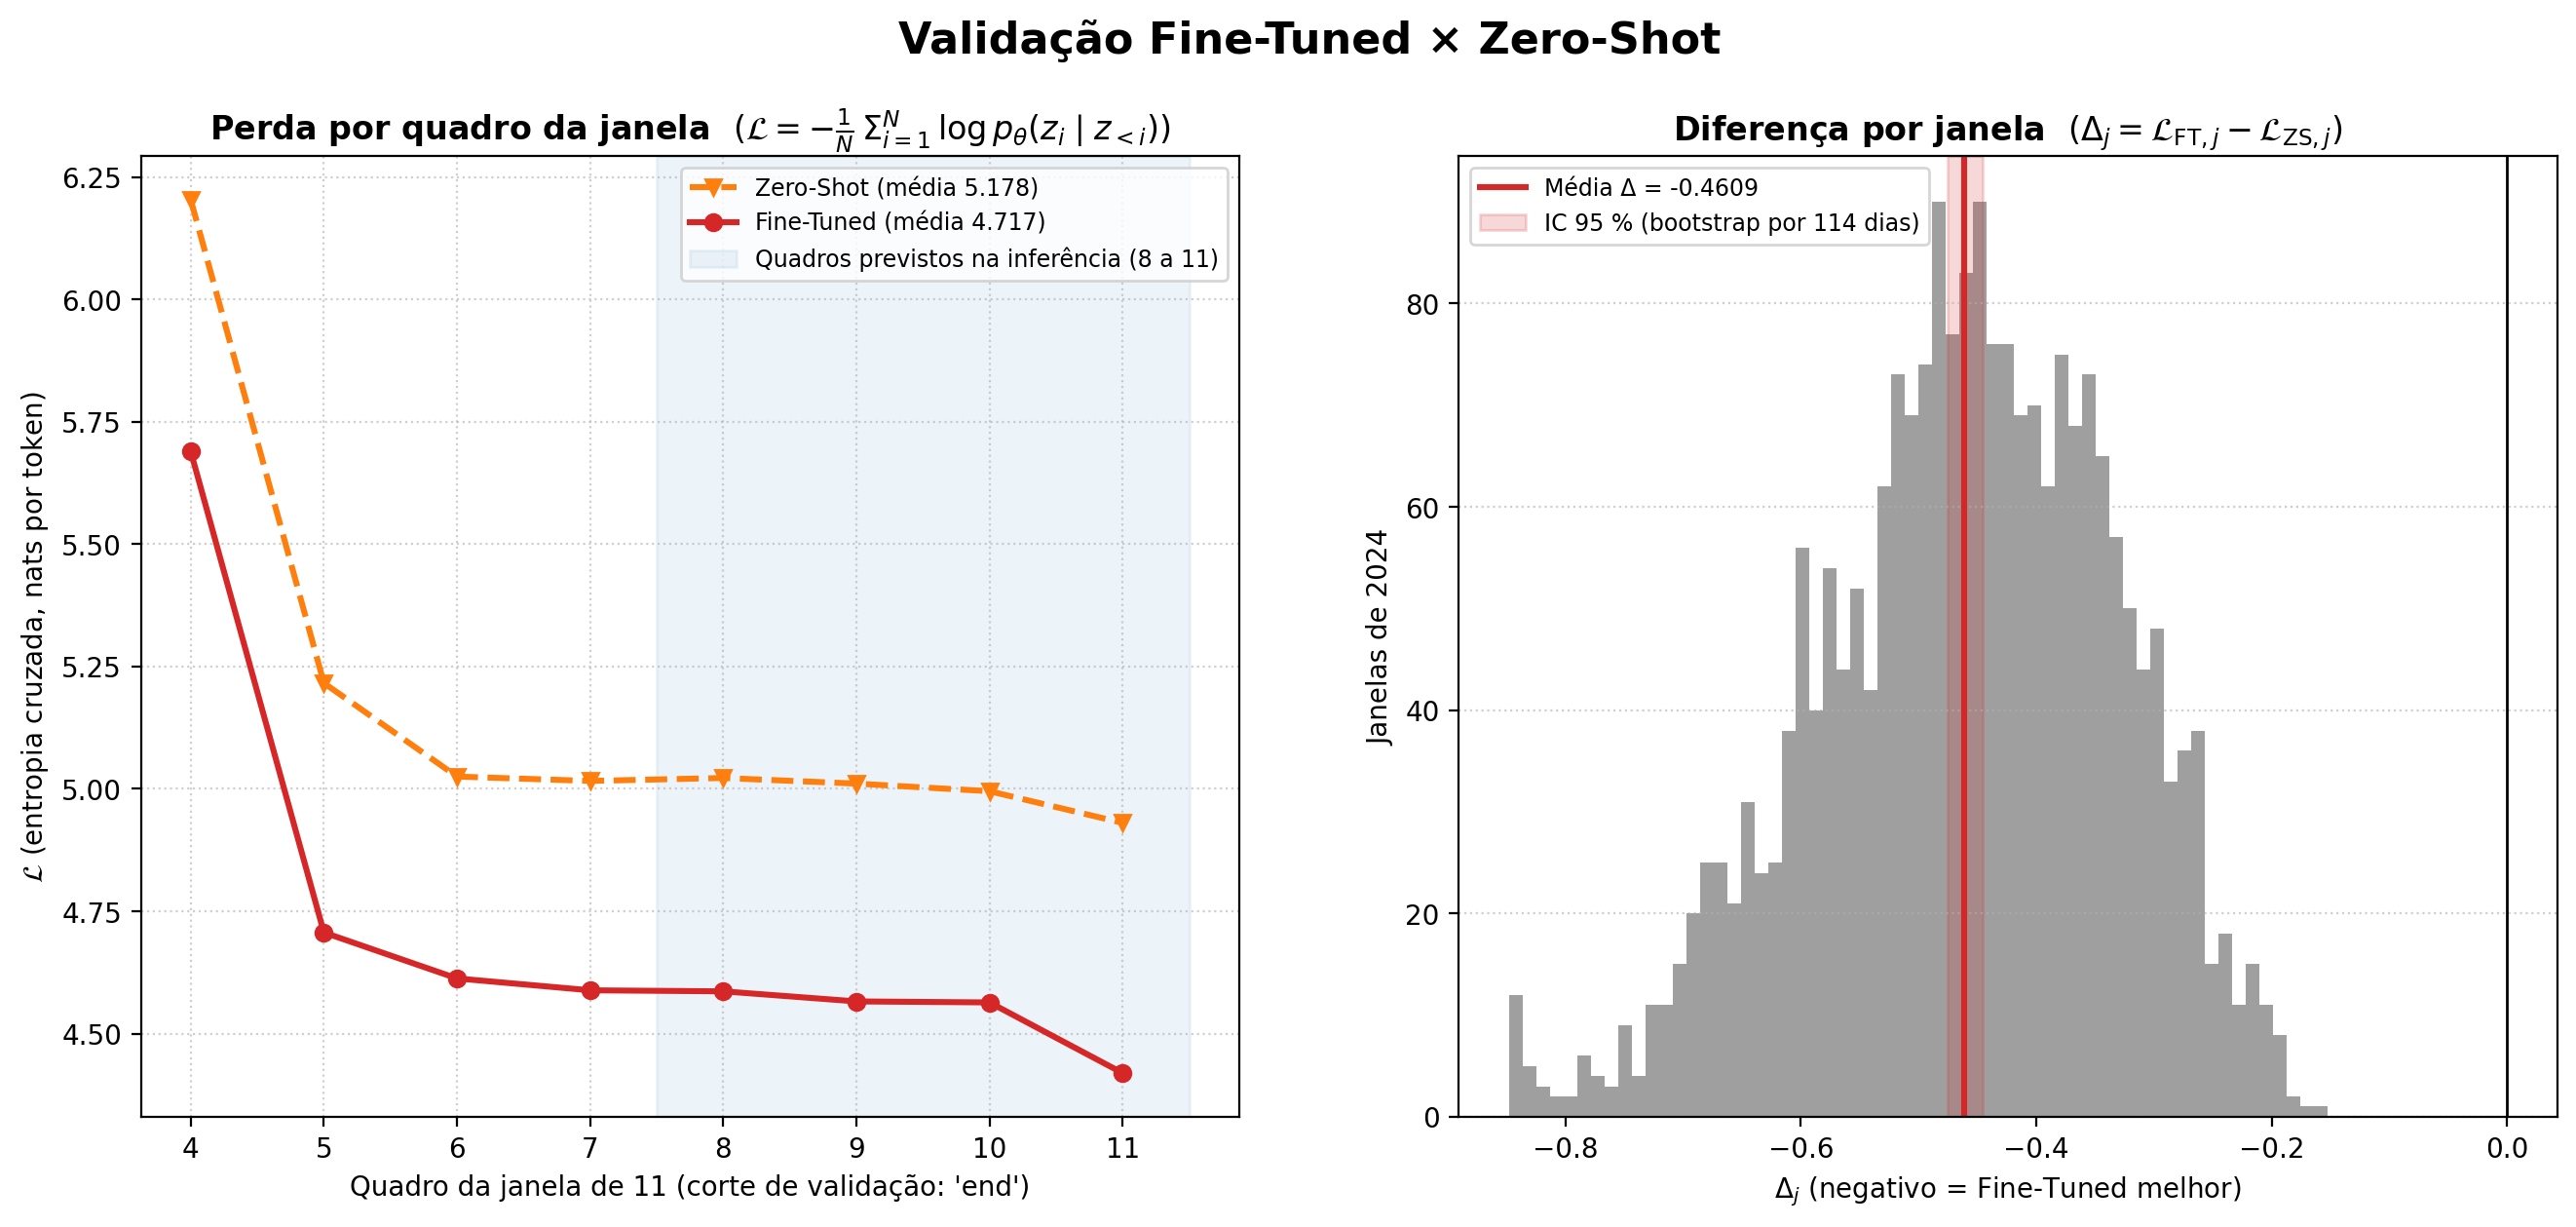 Validação Fine-Tuned × Zero-Shot
Perda por quadro da janela (ℒ = −1/N Σ_{i=1}^{N} log p_θ(z_i | z_{<i}))
6.25
6.00
5.75
5.50
5.25
5.00
4.75
4.50
ℒ (entropia cruzada, nats por token)
Zero-Shot (média 5.178)
Fine-Tuned (média 4.717)
Quadros previstos na inferência (8 a 11)
4 5 6 7 8 9 10 11
Quadro da janela de 11 (corte de validação: 'end')
Diferença por janela (Δ_j = ℒ_{FT,j} − ℒ_{ZS,j})
Média Δ = -0.4609
IC 95 % (bootstrap por 114 dias)
80
60
40
20
0
Janelas de 2024
−0.8 −0.6 −0.4 −0.2 0.0
Δ_j (negativo = Fine-Tuned melhor)